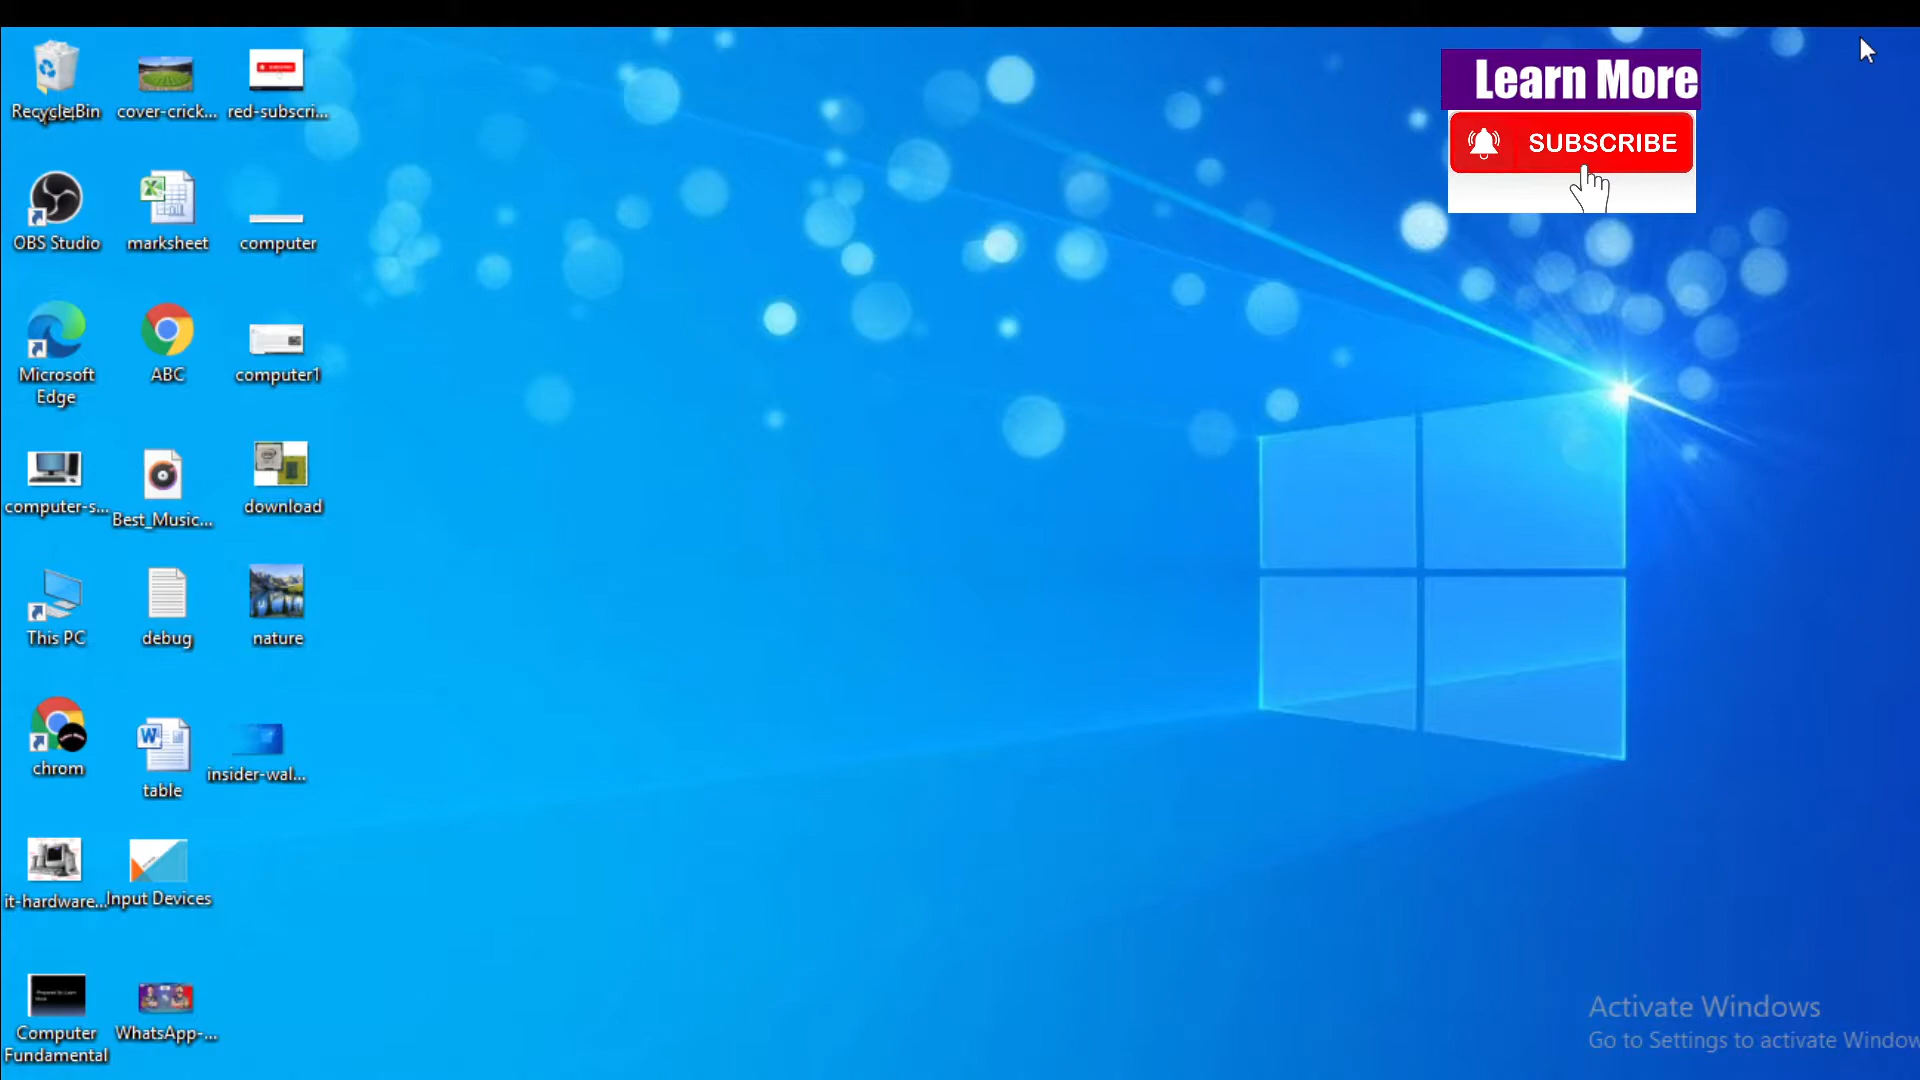 Learn More
SUBSCRIBE
Recycle Bin
cover-crick...
red-subscri...
OBS Studio
marksheet
computer
Microsoft
Edge
ABC
computer1
computer-s...
Best_Music...
download
This PC
debug
nature
chrom
table
insider-wal...
it-hardware...
Input Devices
Computer
Fundamental
WhatsApp-...
Activate Windows
Go to Settings to activate Window